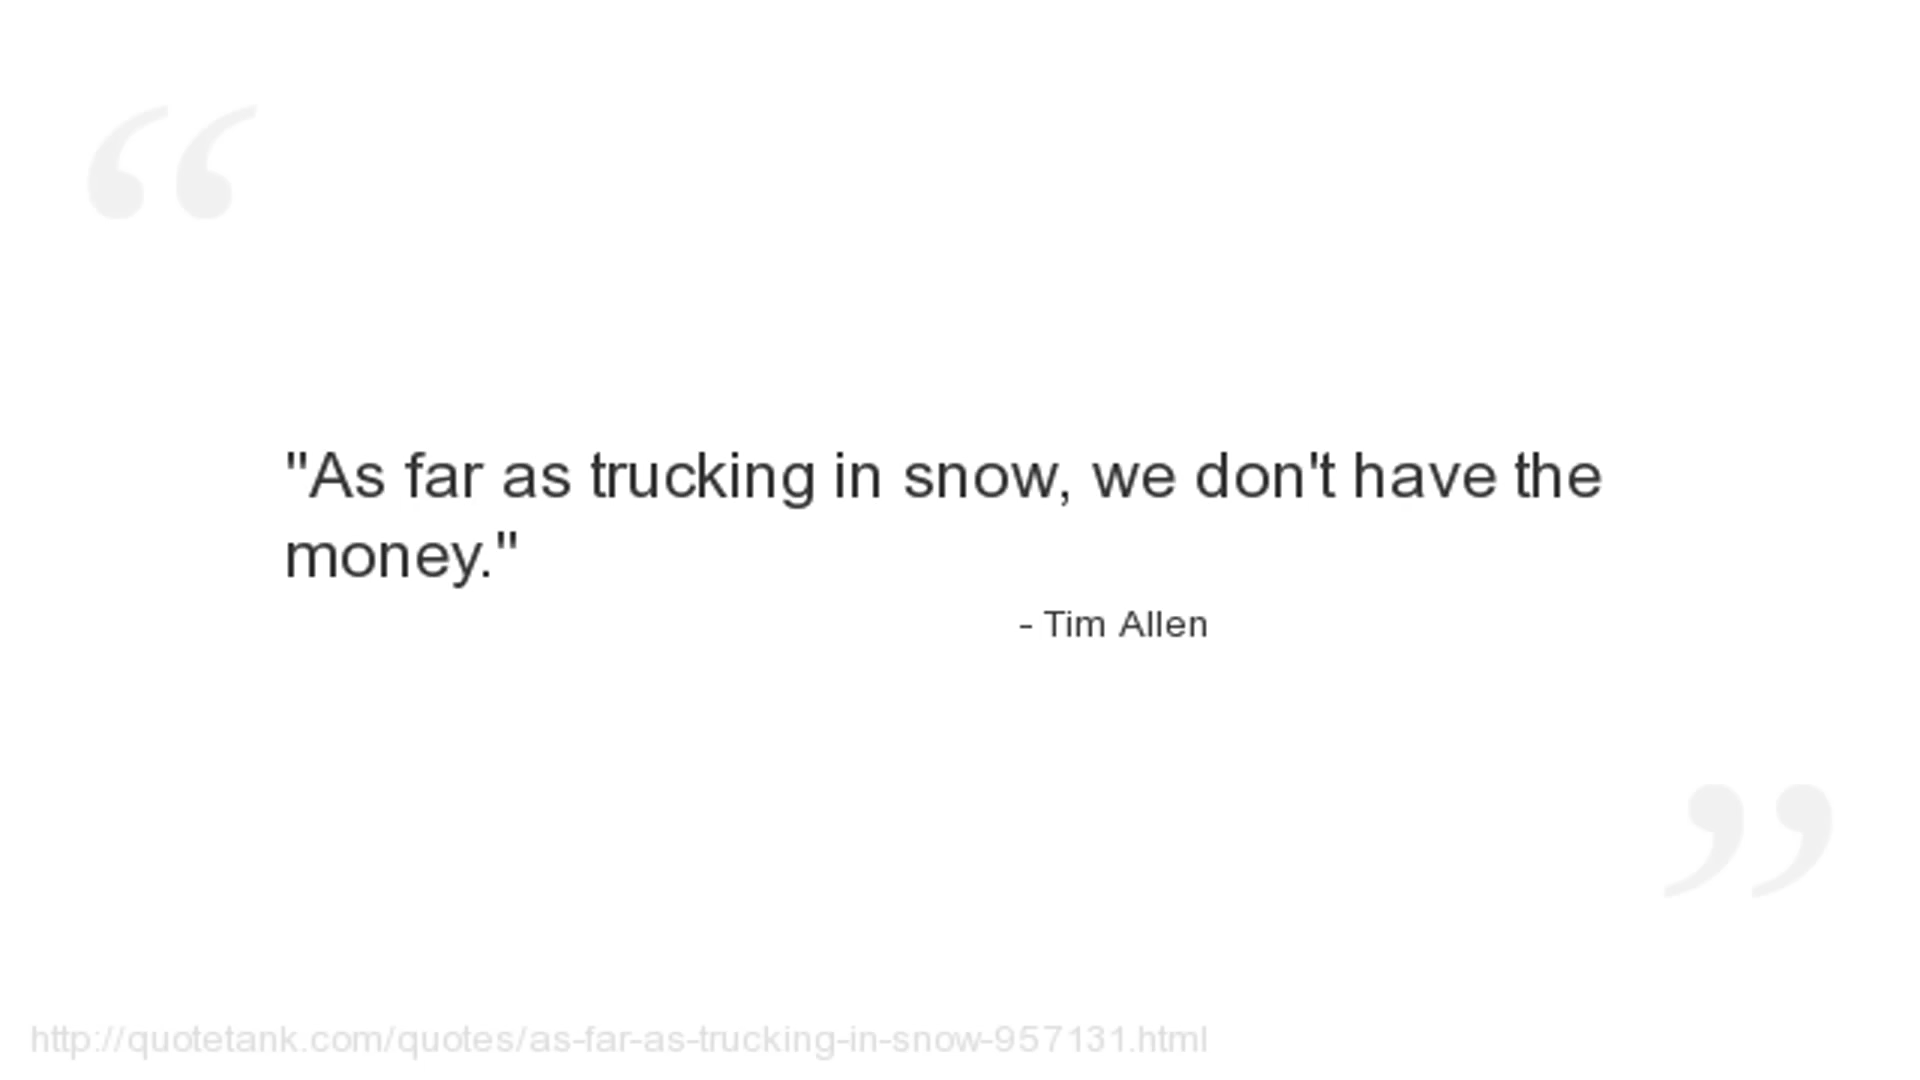 "As far as trucking in snow, we don't have the
money."
- Tim Allen
http://quotetank.com/quotes/as-far-as-trucking-in-snow-957131.html